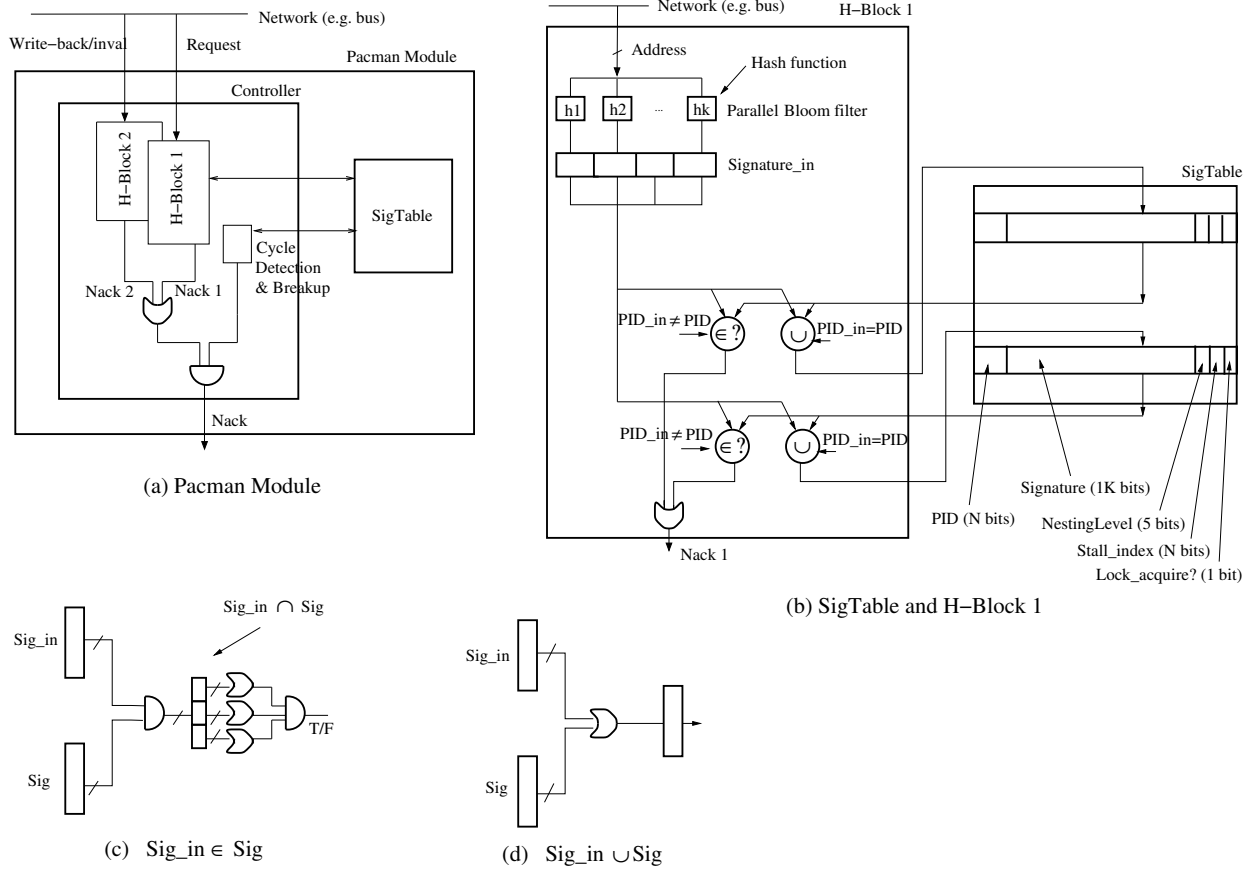 Network (e.g. bus)
Write−back/inval
Request
Pacman Module
Controller
H−Block 2
H−Block 1
SigTable
Cycle
Detection
& Breakup
Nack 2
Nack 1
Nack
(a) Pacman Module
Network (e.g. bus)
H−Block 1
Address
Hash function
h1
h2
...
hk
Parallel Bloom filter
Signature_in
SigTable
PID_in ≠ PID
∈ ?
∪
PID_in=PID
PID_in ≠ PID
∈ ?
∪
PID_in=PID
Nack 1
Signature (1K bits)
PID (N bits)
NestingLevel (5 bits)
Stall_index (N bits)
Lock_acquire? (1 bit)
(b) SigTable and H−Block 1
Sig_in ∩ Sig
Sig_in
Sig
T/F
(c) Sig_in ∈ Sig
Sig_in
Sig
(d) Sig_in ∪ Sig